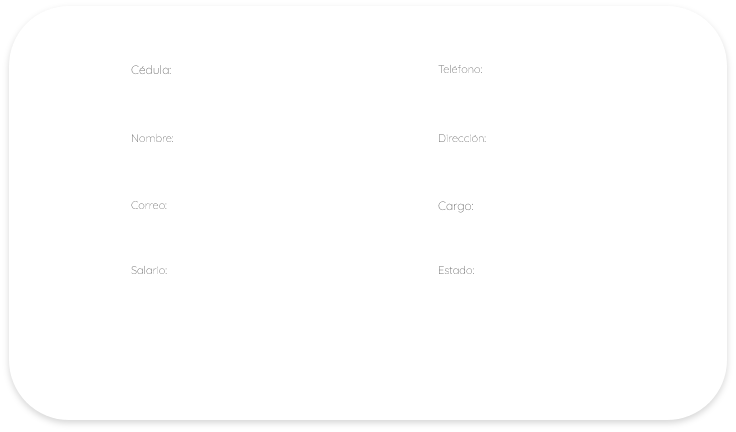 Cédula:
Teléfono:
Nombre:
Dirección:
Correo:
Cargo:
Salario:
Estado: